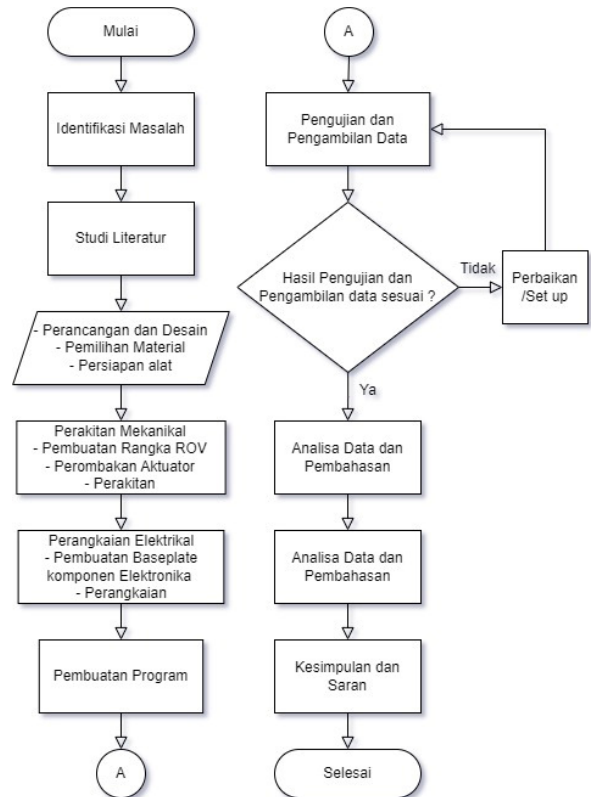 Mulai
Identifikasi Masalah
Studi Literatur
- Perancangan dan Desain
- Pemilihan Material
- Persiapan alat
Perakitan Mekanikal
- Pembuatan Rangka ROV
- Perombakan Aktuator
- Perakitan
Perangkaian Elektrikal
- Pembuatan Baseplate
komponen Elektronika
- Perangkaian
Pembuatan Program
A
A
Pengujian dan
Pengambilan Data
Hasil Pengujian dan
Pengambilan data sesuai ?
Tidak
Perbaikan
/Set up
Ya
Analisa Data dan
Pembahasan
Analisa Data dan
Pembahasan
Kesimpulan dan
Saran
Selesai